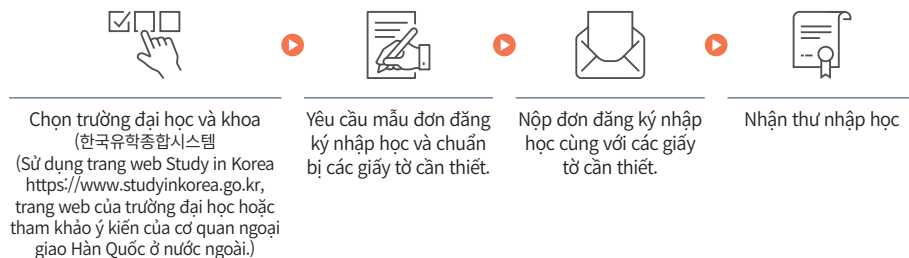 Chọn trường đại học và khoa
(한국유학종합시스템
(Sử dụng trang web Study in Korea
https://www.studyinkorea.go.kr,
trang web của trường đại học hoặc
tham khảo ý kiến của cơ quan ngoại
giao Hàn Quốc ở nước ngoài.)
Yêu cầu mẫu đơn đăng
ký nhập học và chuẩn
bị các giấy tờ cần thiết.
Nộp đơn đăng ký nhập
học cùng với các giấy
tờ cần thiết.
Nhận thư nhập học